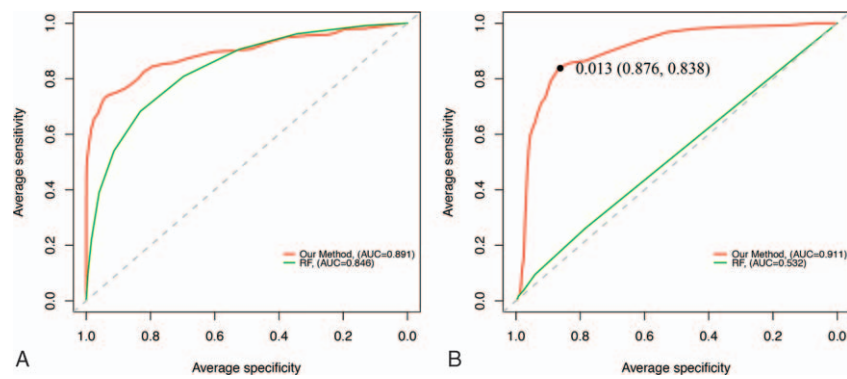 Average sensitivity
1.0
0.8
0.6
0.4
0.2
0.0
Our Method, (AUC=0.891)
RF, (AUC=0.846)
1.0 0.8 0.6 0.4 0.2 0.0
Average specificity
A
Average sensitivity
1.0
0.8
0.6
0.4
0.2
0.0
0.013 (0.876, 0.838)
Our Method, (AUC=0.911)
RF, (AUC=0.532)
1.0 0.8 0.6 0.4 0.2 0.0
Average specificity
B